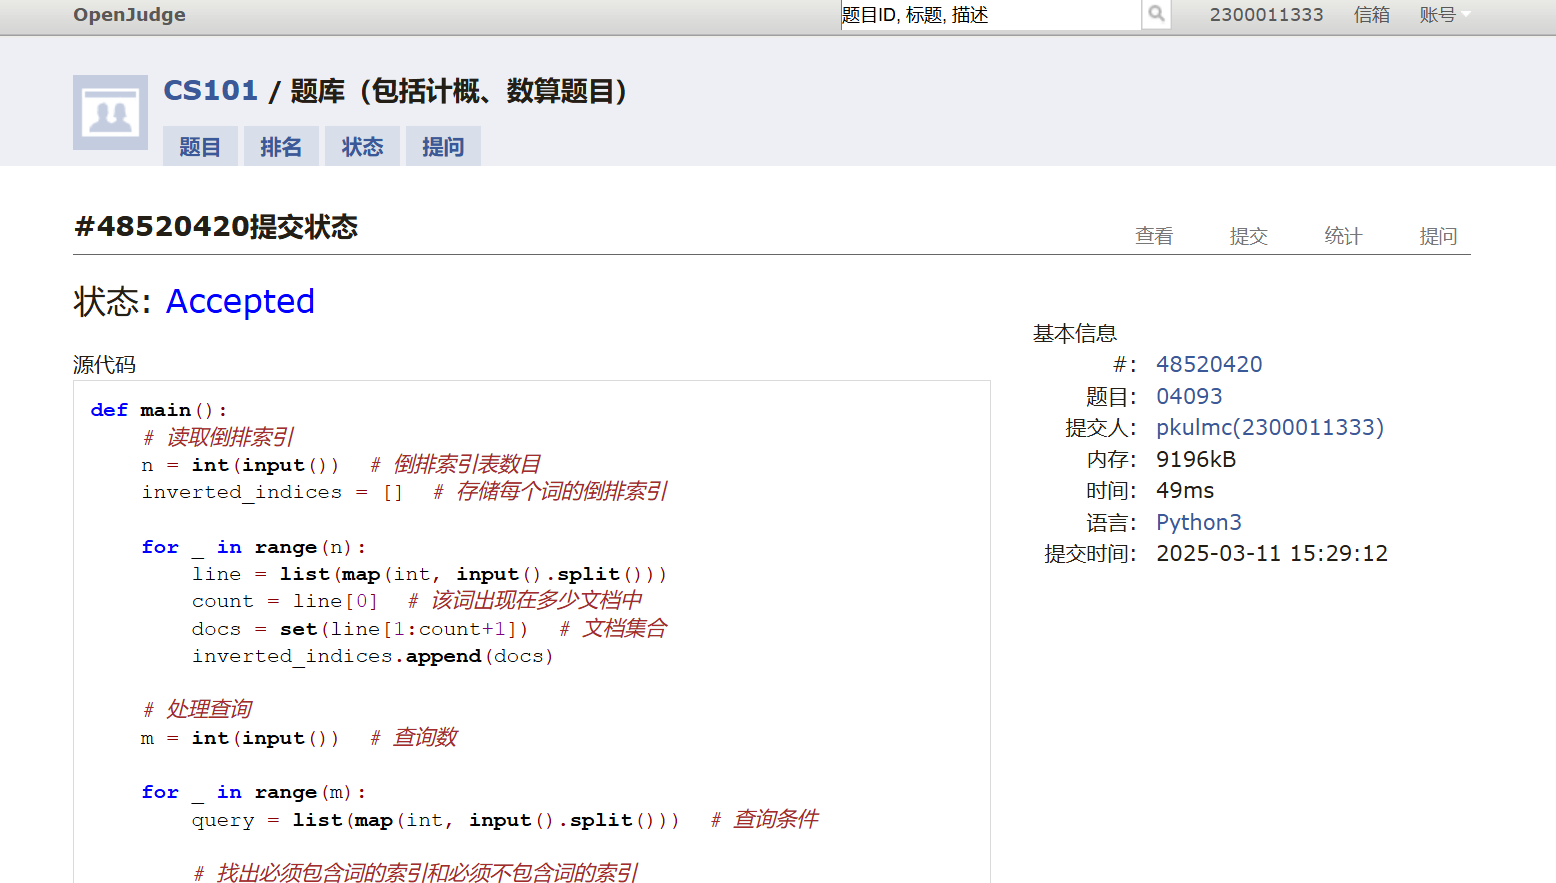 OpenJudge
题目ID, 标题, 描述
2300011333 信箱 账号
CS101 / 题库（包括计概、数算题目）
题目 排名 状态 提问
#48520420提交状态
查看 提交 统计 提问
状态: Accepted
源代码
def main():
    # 读取倒排索引
    n = int(input())  # 倒排索引表数目
    inverted_indices = []  # 存储每个词的倒排索引
    for _ in range(n):
        line = list(map(int, input().split()))
        count = line[0]  # 该词出现在多少文档中
        docs = set(line[1:count+1])  # 文档集合
        inverted_indices.append(docs)
    # 处理查询
    m = int(input())  # 查询数
    for _ in range(m):
        query = list(map(int, input().split()))  # 查询条件
        # 找出必须包含词的索引和必须不包含词的索引
基本信息
#: 48520420
题目: 04093
提交人: pkulmc(2300011333)
内存: 9196kB
时间: 49ms
语言: Python3
提交时间: 2025-03-11 15:29:12